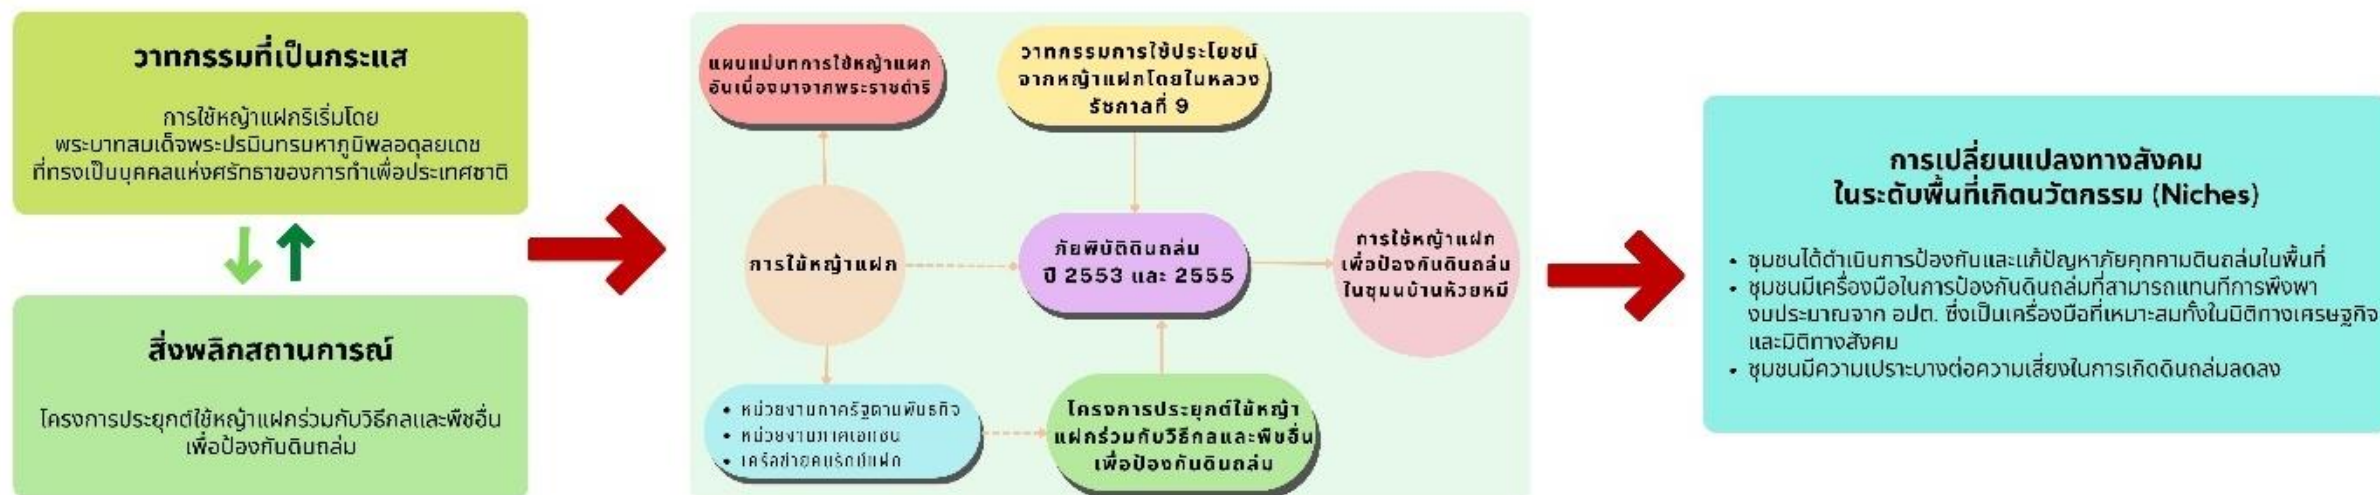 วาทกรรมที่เป็นกระแส
การใช้หญ้าแฝกริเริ่มโดย
พระบาทสมเด็จพระปรมินทรมหาภูมิพลอดุลยเดช
ที่ทรงเป็นบุคคลแห่งศรัทธาของการทำเพื่อประเทศชาติ
สิ่งพลิกสถานการณ์
โครงการประยุกต์ใช้หญ้าแฝกร่วมกับวิธีกลและพืชอื่น
เพื่อป้องกันดินถล่ม
แผนแม่บทการใช้หญ้าแฝก
อันเนื่องมาจากพระราชดำริ
วาทกรรมการใช้ประโยชน์
จากหญ้าแฝกโดยในหลวง
รัชกาลที่ 9
การใช้หญ้าแฝก
ภัยพิบัติดินถล่ม
ปี 2553 และ 2555
การใช้หญ้าแฝก
เพื่อป้องกันดินถล่ม
ในชุมชนบ้านห้วยหมี
• หน่วยงานภาครัฐตามพันธกิจ
• หน่วยงานภาคเอกชน
• เครือข่ายคนรักษ์แฝก
โครงการประยุกต์ใช้หญ้า
แฝกร่วมกับวิธีกลและพืชอื่น
เพื่อป้องกันดินถล่ม
การเปลี่ยนแปลงทางสังคม
ในระดับพื้นที่เกิดนวัตกรรม (Niches)
• ชุมชนได้ดำเนินการป้องกันและแก้ปัญหาภัยคุกคามดินถล่มในพื้นที่
• ชุมชนมีเครื่องมือในการป้องกันดินถล่มที่สามารถแทนที่การพึ่งพา
งบประมาณจาก อปต. ซึ่งเป็นเครื่องมือที่เหมาะสมทั้งในมิติทางเศรษฐกิจ
และมิติทางสังคม
• ชุมชนมีความเปราะบางต่อความเสี่ยงในการเกิดดินถล่มลดลง